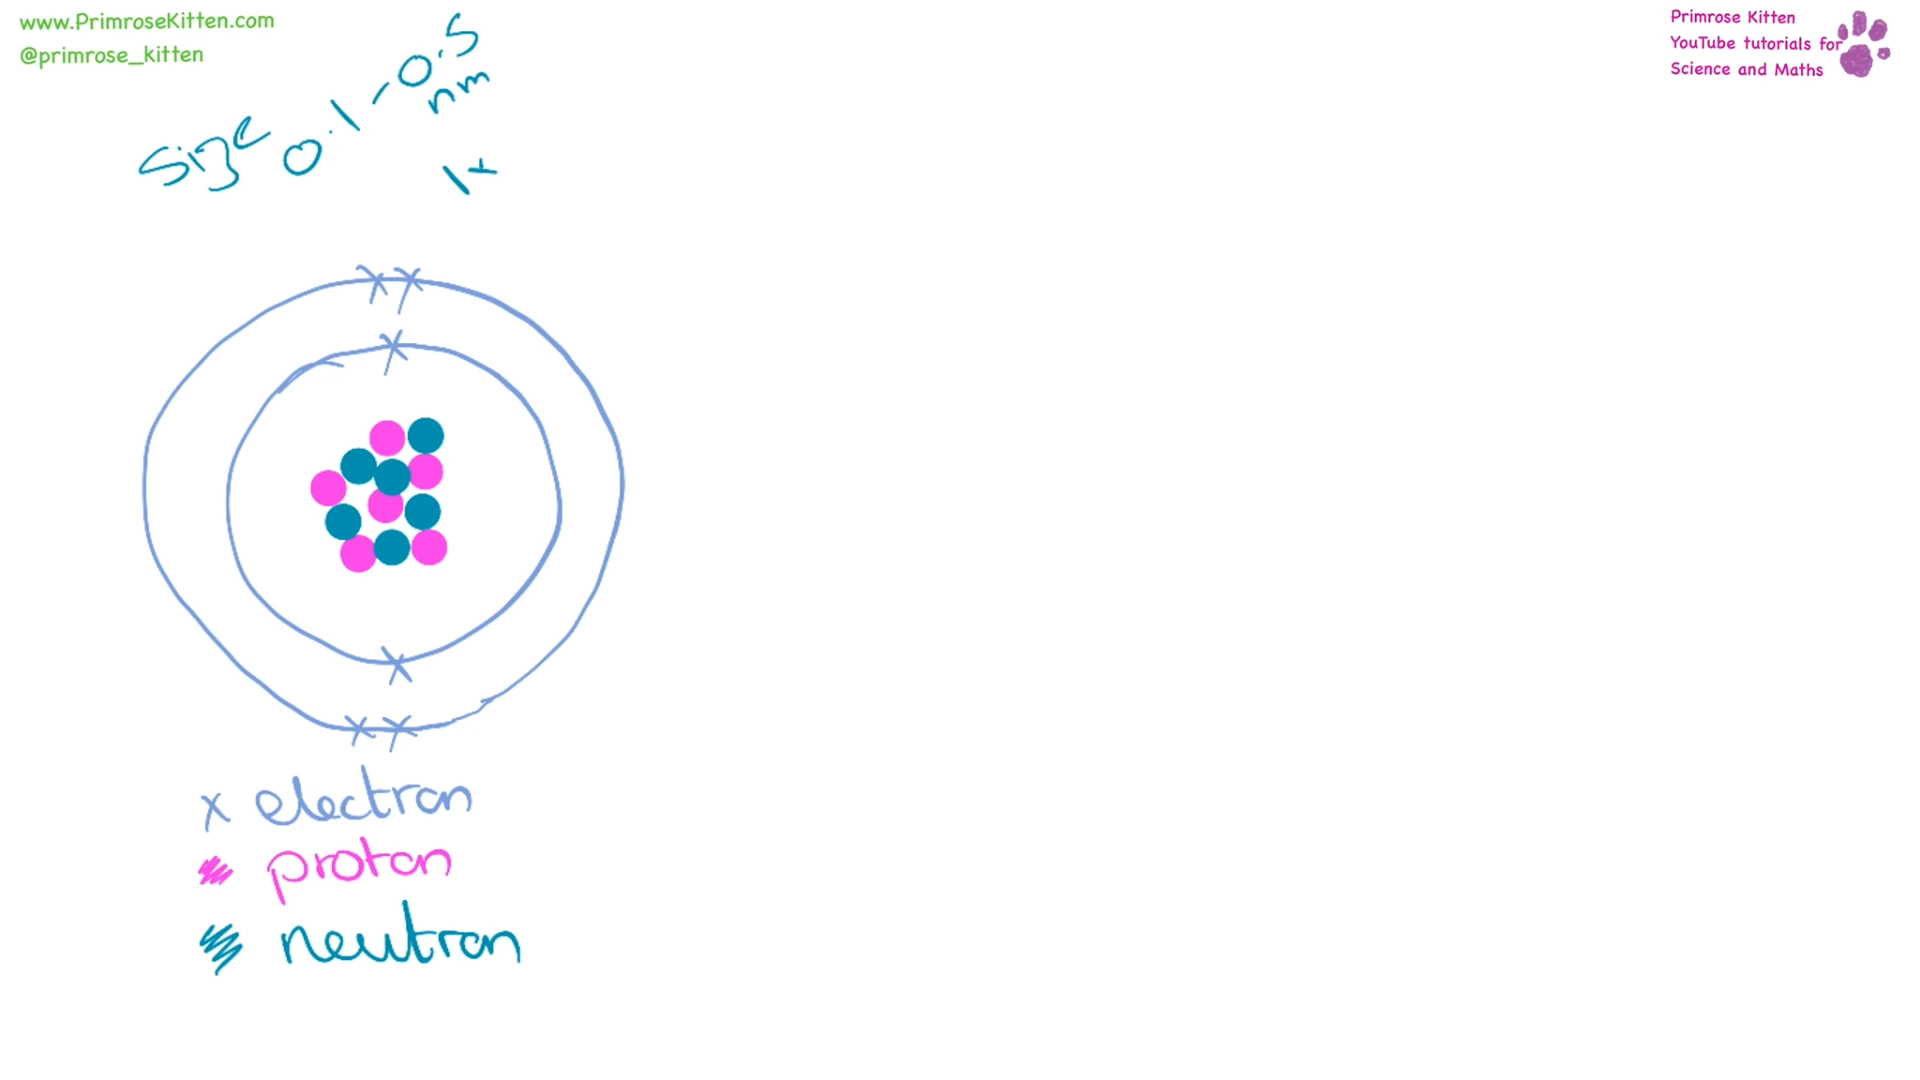 www.PrimroseKitten.com
@primrose_kitten
Primrose Kitten
YouTube tutorials for
Science and Maths
size 0.1-0.5
nm
1x
x electron
proton
neutron